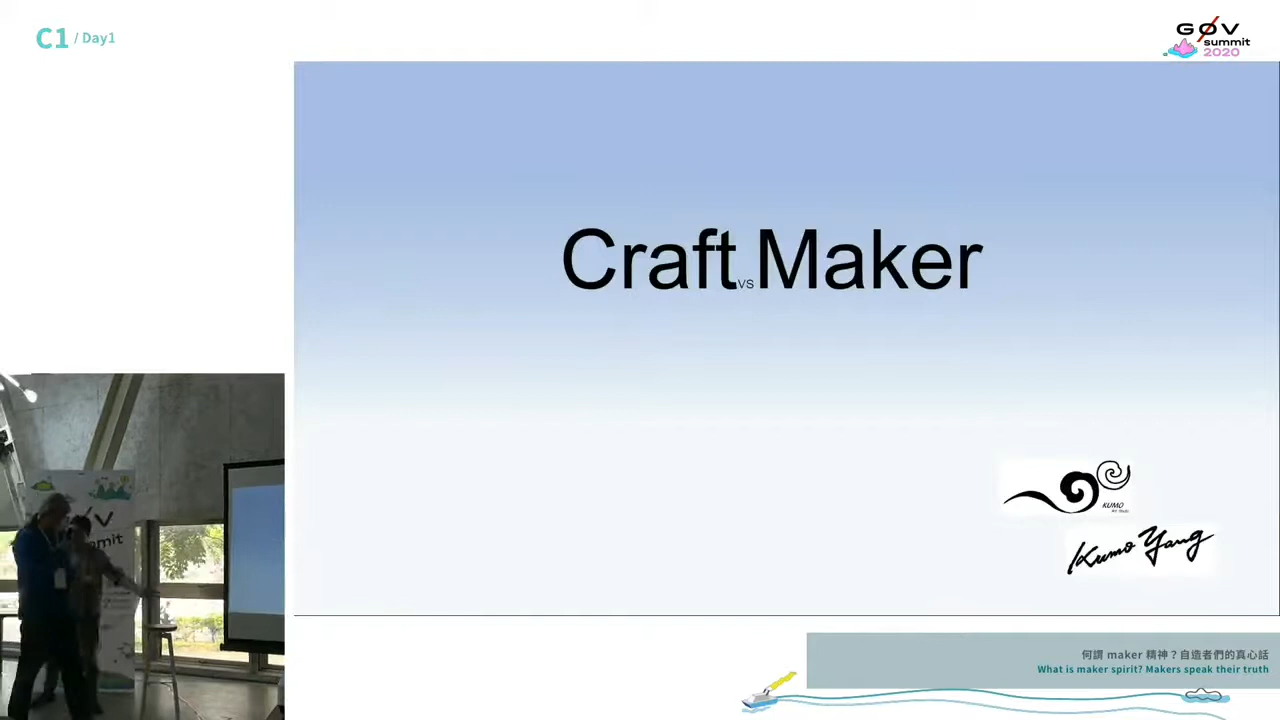 C1 / Day1
GØV
summit
2020
Craft vs Maker
KUMO
Kumo Yang
何謂 maker 精神？自造者們的真心話
What is maker spirit? Makers speak their truth